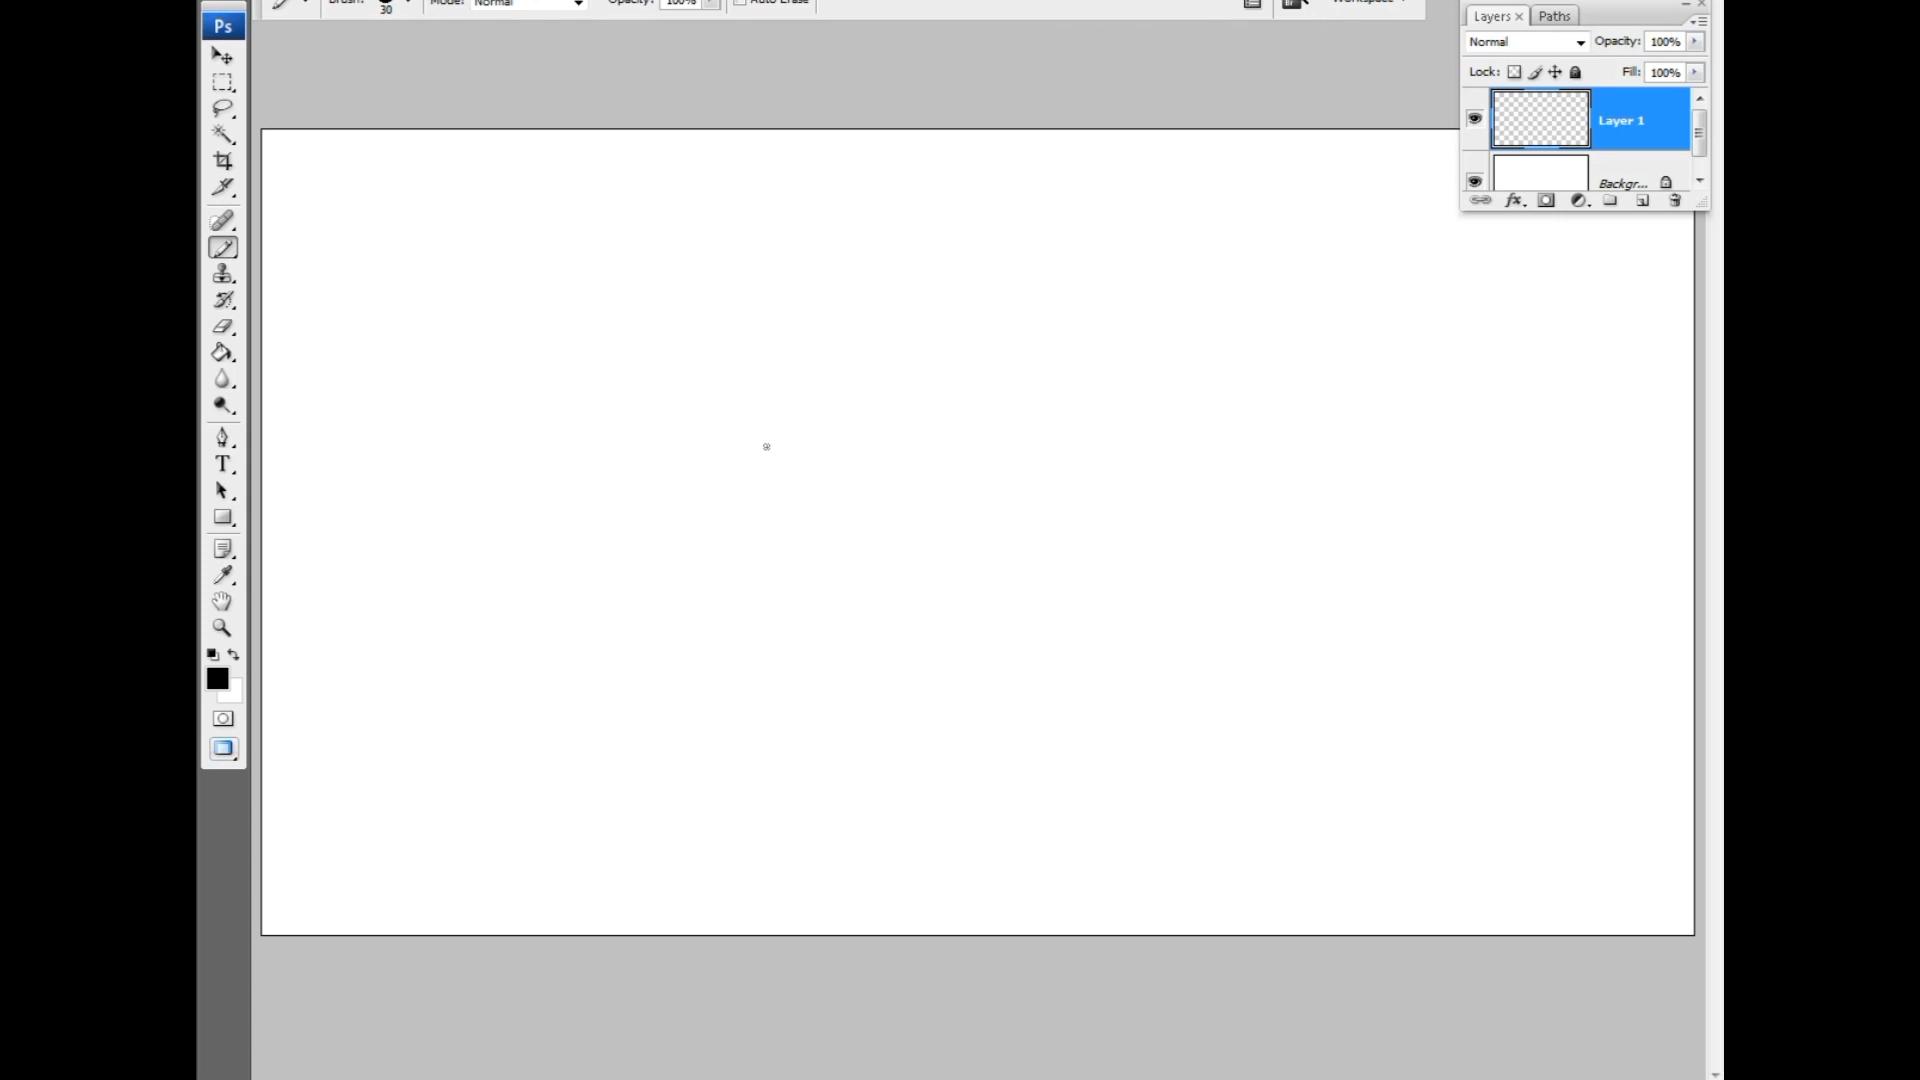 Brush: 30 Mode: Normal Opacity: 100% Auto Erase Workspace
Ps
Layers Paths
Normal Opacity: 100%
Lock: Fill: 100%
Layer 1
Backgr...
fx
T